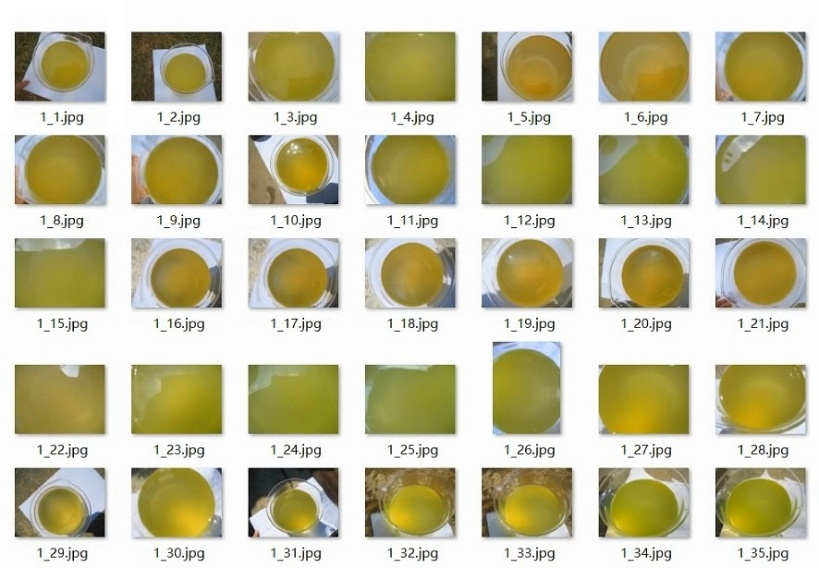 1_1.jpg 1_2.jpg 1_3.jpg 1_4.jpg 1_5.jpg 1_6.jpg 1_7.jpg
1_8.jpg 1_9.jpg 1_10.jpg 1_11.jpg 1_12.jpg 1_13.jpg 1_14.jpg
1_15.jpg 1_16.jpg 1_17.jpg 1_18.jpg 1_19.jpg 1_20.jpg 1_21.jpg
1_22.jpg 1_23.jpg 1_24.jpg 1_25.jpg 1_26.jpg 1_27.jpg 1_28.jpg
1_29.jpg 1_30.jpg 1_31.jpg 1_32.jpg 1_33.jpg 1_34.jpg 1_35.jpg